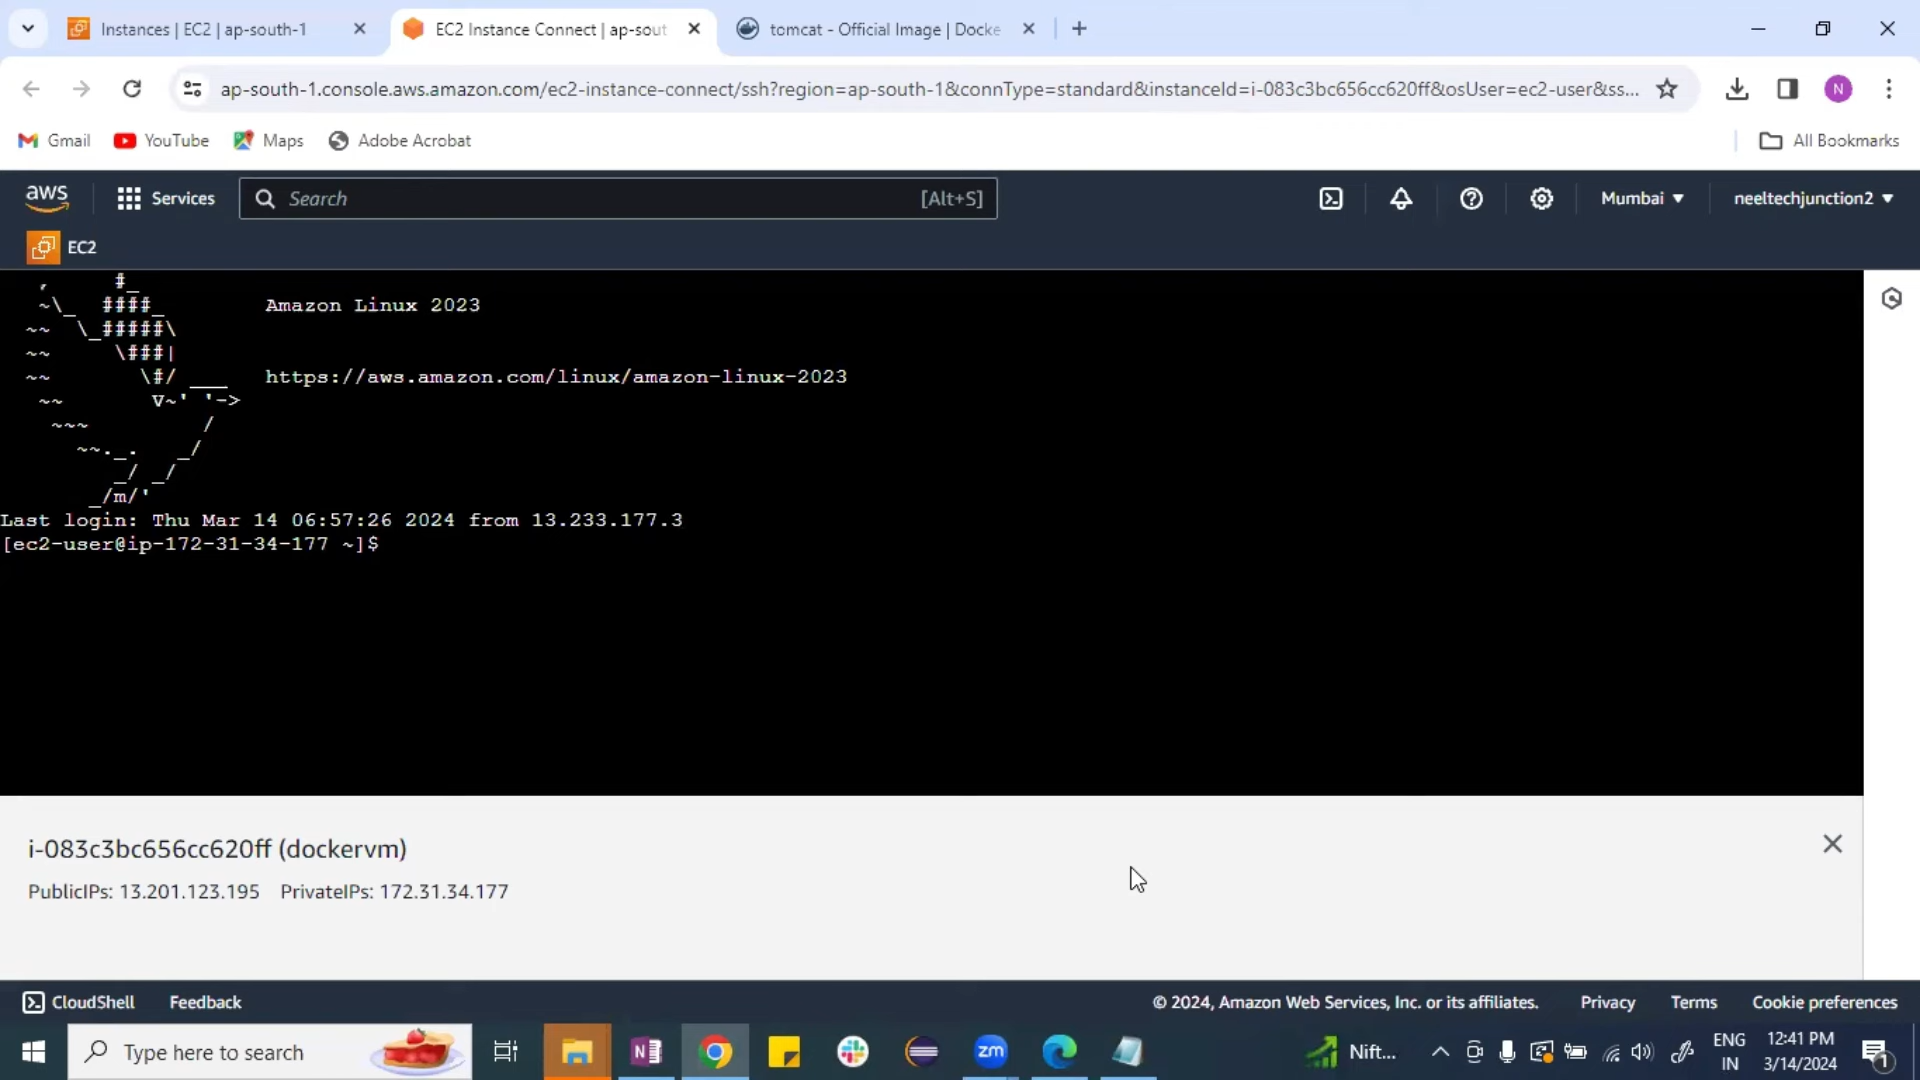 Instances | EC2 | ap-south-1
EC2 Instance Connect | ap-sout
tomcat - Official Image | Docke
ap-south-1.console.aws.amazon.com/ec2-instance-connect/ssh?region=ap-south-1&connType=standard&instanceId=i-083c3bc656cc620ff&osUser=ec2-user&ss...
N
Gmail
YouTube
Maps
Adobe Acrobat
All Bookmarks
aws
Services
Search
[Alt+S]
Mumbai
neeltechjunction2
EC2
   ,     #_
   ~\_  ####_        Amazon Linux 2023
  ~~  \_#####\
  ~~     \###|
  ~~       \#/ ___   https://aws.amazon.com/linux/amazon-linux-2023
   ~~       V~' '->
    ~~~         /
      ~~._.   _/
         _/ _/
       _/m/'
Last login: Thu Mar 14 06:57:26 2024 from 13.233.177.3
[ec2-user@ip-172-31-34-177 ~]$
i-083c3bc656cc620ff (dockervm)
PublicIPs: 13.201.123.195 PrivateIPs: 172.31.34.177
CloudShell
Feedback
© 2024, Amazon Web Services, Inc. or its affiliates.
Privacy
Terms
Cookie preferences
Type here to search
N
zm
Nift...
ENG
IN
12:41 PM
3/14/2024
1